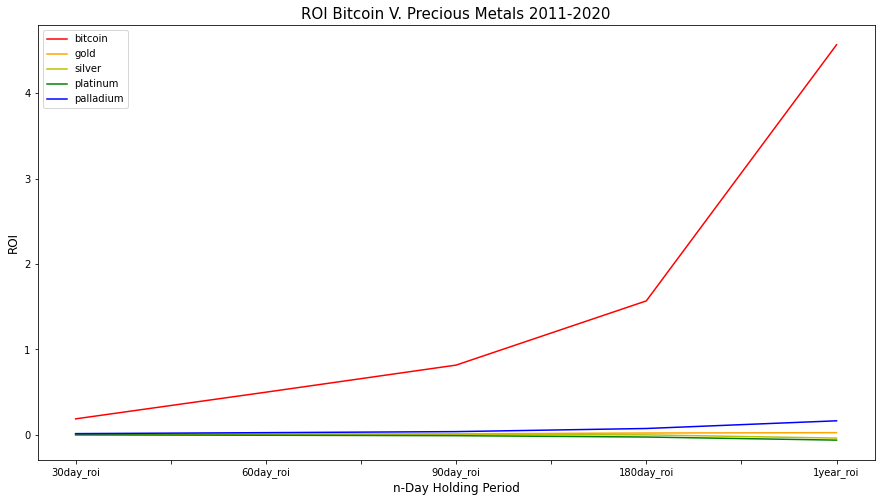 ROI Bitcoin V. Precious Metals 2011-2020
bitcoin
gold
silver
platinum
palladium
ROI
4
3
2
1
0
30day_roi
60day_roi
90day_roi
180day_roi
1year_roi
n-Day Holding Period